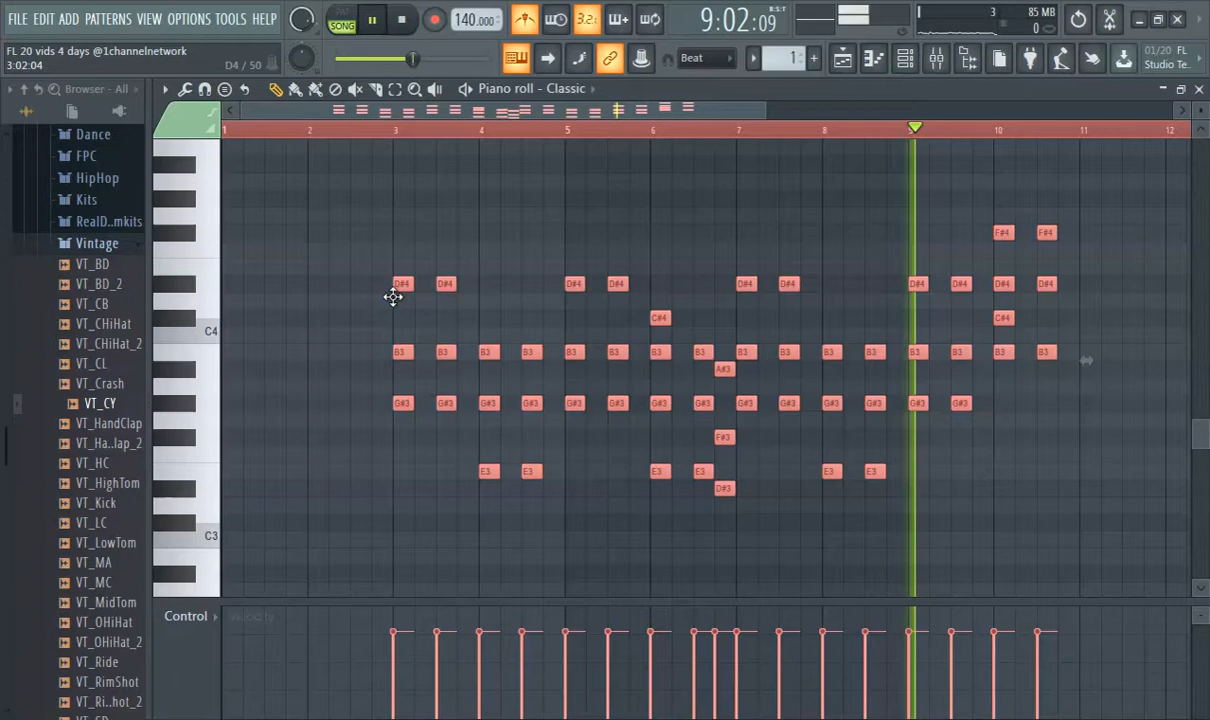 FILE EDIT ADD PATTERNS VIEW OPTIONS TOOLS HELP
SONG
140.000
3.2.
9:02:09
B:S:T
3
85 MB
0
FL 20 vids 4 days @1channelnetwork
3:02:04
D4 / 50
Beat
1
01/20 FL
Studio Te..
Browser - All
Piano roll - Classic
1 2 3 4 5 6 7 8 9 10 11 12
Dance
FPC
HipHop
Kits
RealD..mkits
Vintage
VT_BD
VT_BD_2
VT_CB
VT_CHiHat
VT_CHiHat_2
VT_CL
VT_Crash
VT_CY
VT_HandClap
VT_Ha..lap_2
VT_HC
VT_HighTom
VT_Kick
VT_LC
VT_LowTom
VT_MA
VT_MC
VT_MidTom
VT_OHiHat
VT_OHiHat_2
VT_Ride
VT_RimShot
VT_Ri..hot_2
F#4 F#4
D#4 D#4 D#4 D#4 D#4 D#4 D#4 D#4 D#4 D#4
C#4 C#4
C4
B3 B3 B3 B3 B3 B3 B3 B3 B3 B3 B3 B3 B3 B3 B3 B3
A#3
G#3 G#3 G#3 G#3 G#3 G#3 G#3 G#3 G#3 G#3 G#3 G#3 G#3 G#3
F#3
E3 E3 E3 E3 E3 E3
D#3
C3
Control
velocity